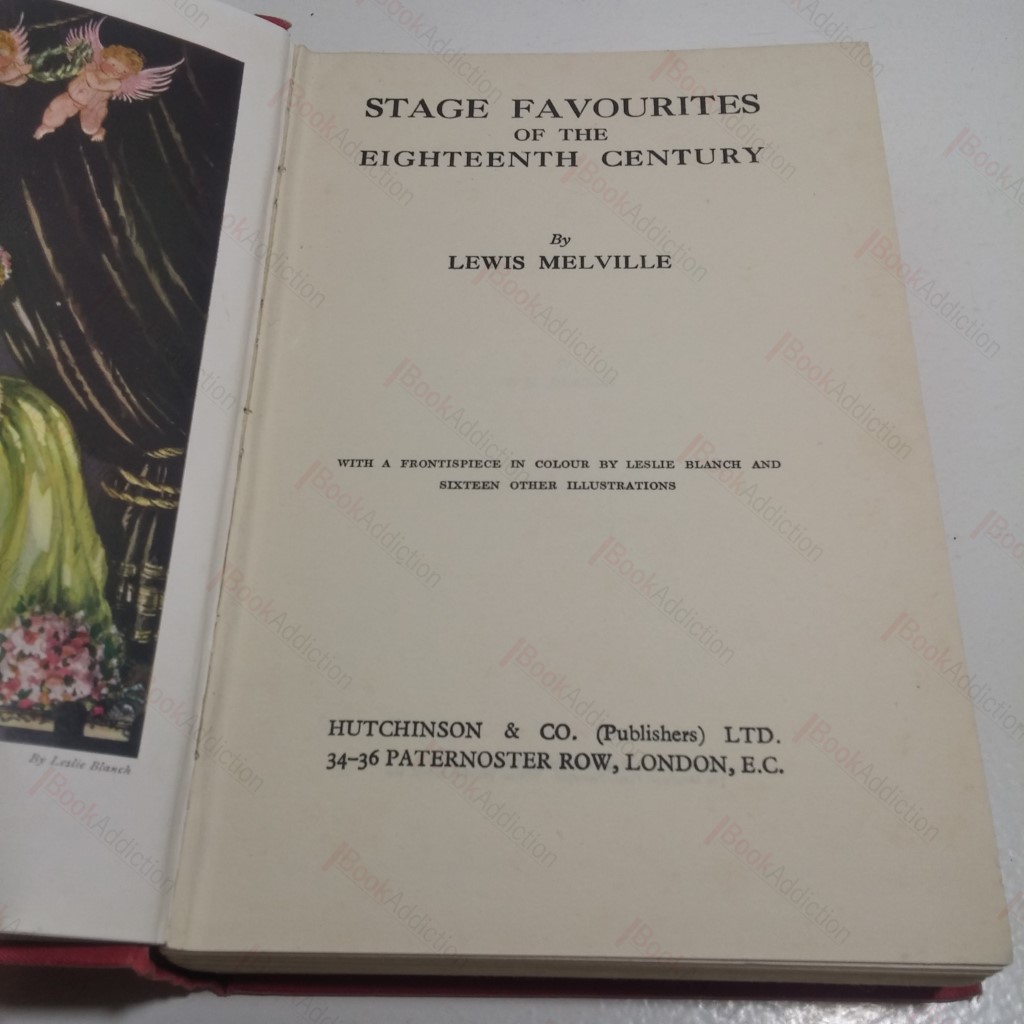 STAGE FAVOURITES
OF THE
EIGHTEENTH CENTURY
By
LEWIS MELVILLE
WITH A FRONTISPIECE IN COLOUR BY LESLIE BLANCH AND
SIXTEEN OTHER ILLUSTRATIONS
HUTCHINSON & CO. (Publishers) LTD.
34–36 PATERNOSTER ROW, LONDON, E.C.
By Leslie Blanch
BookAddiction